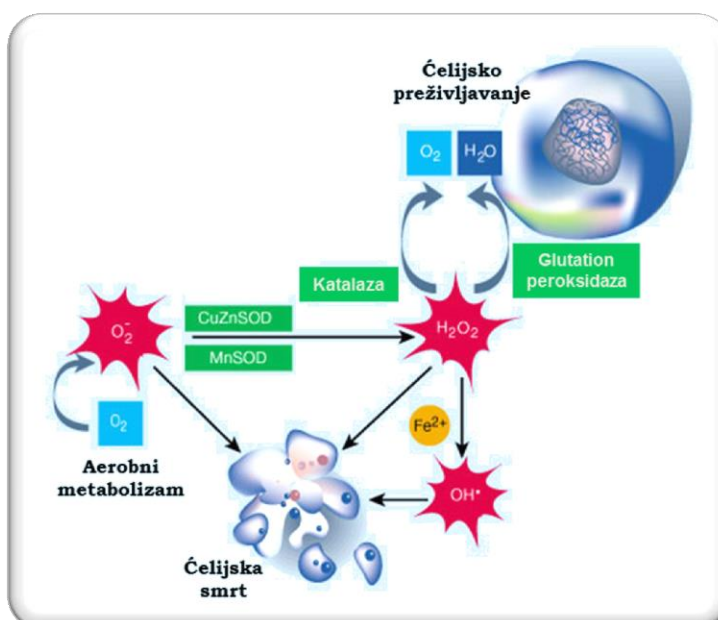 Ćelijsko
preživljavanje
O₂
H₂O
Katalaza
Glutation
peroksidaza
O₂⁻
CuZnSOD
MnSOD
H₂O₂
O₂
Fe²⁺
Aerobni
metabolizam
OH•
Ćelijska
smrt